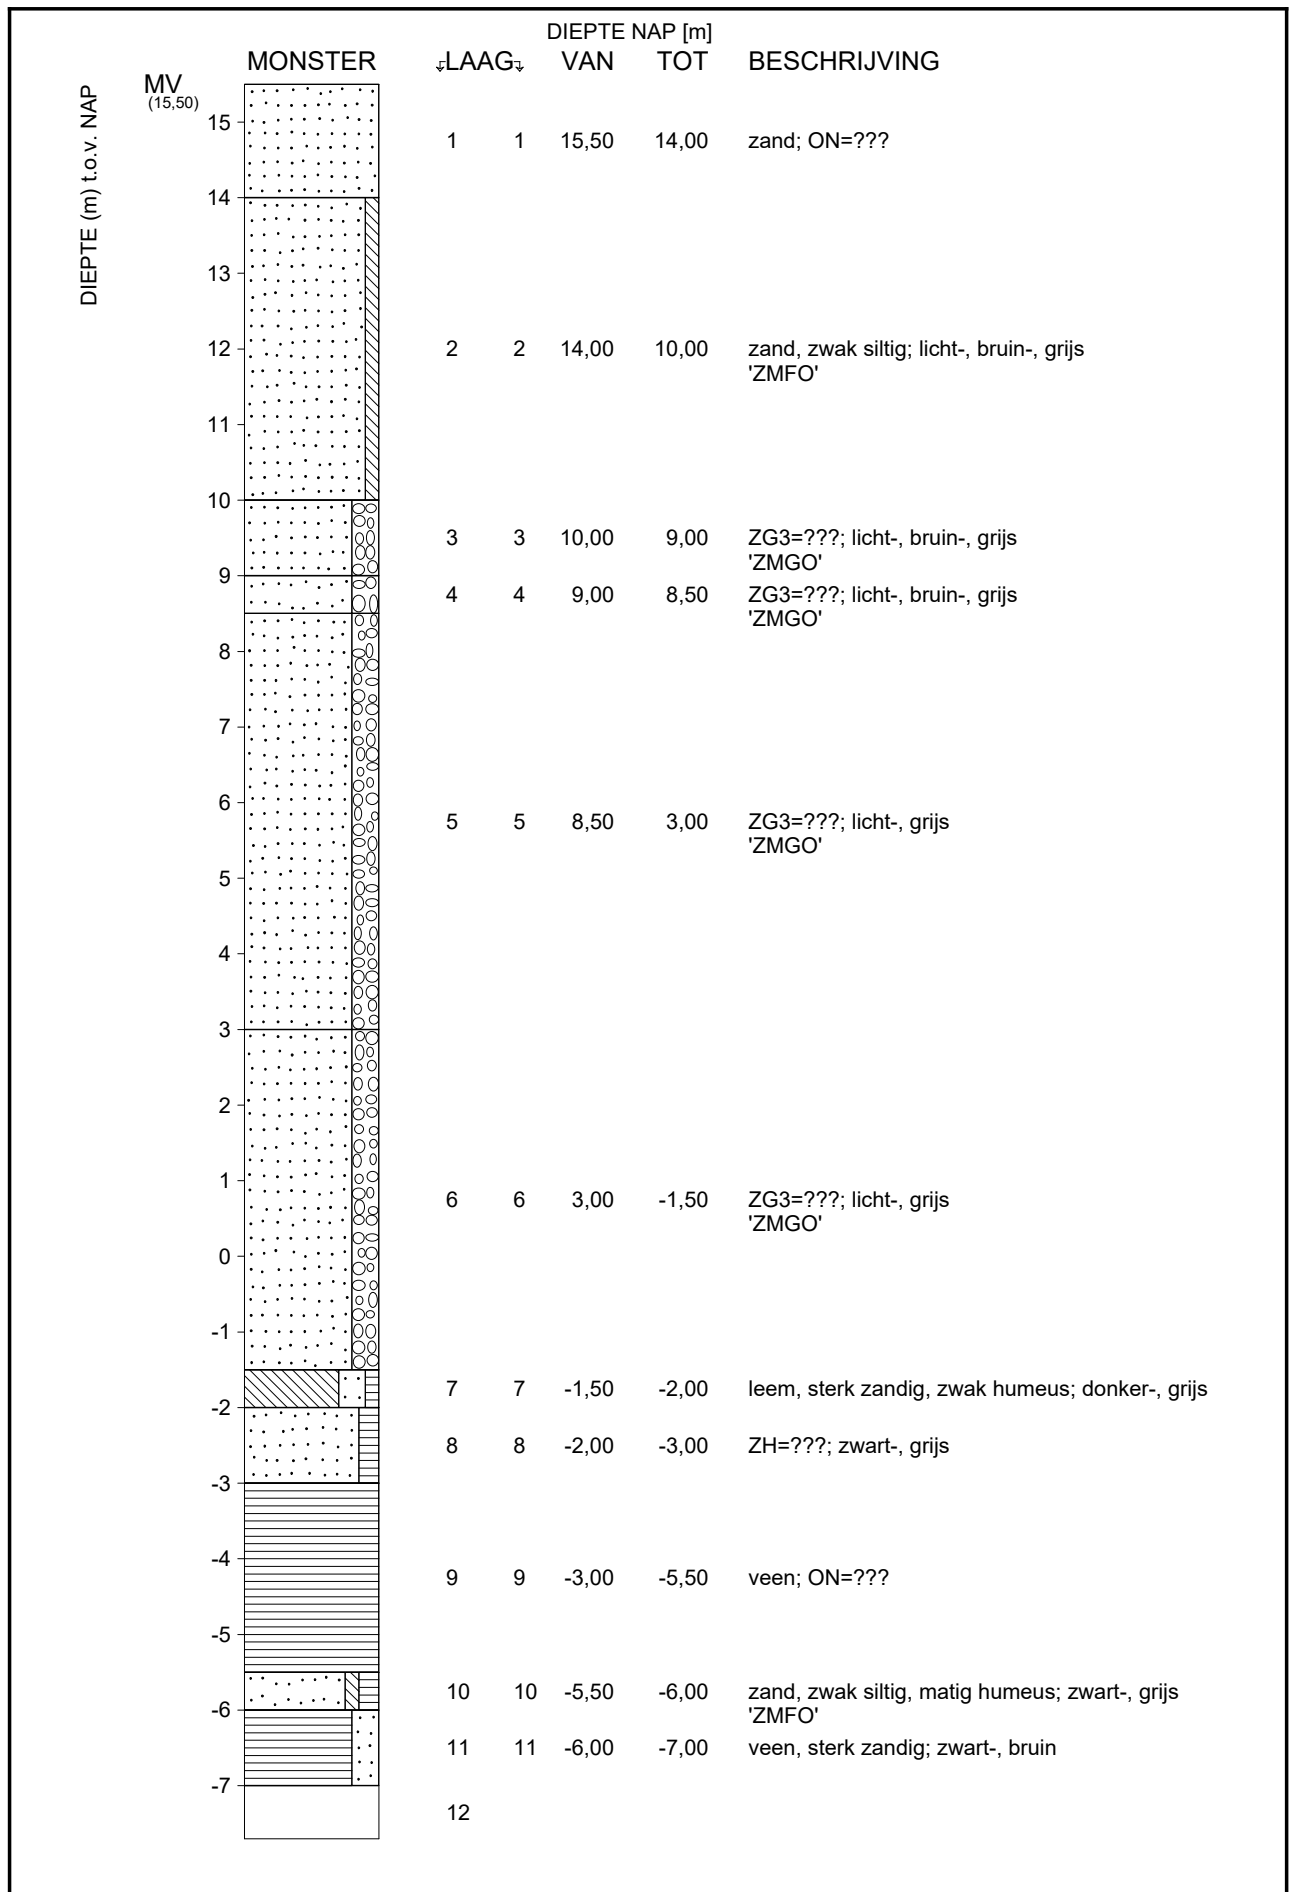 DIEPTE NAP [m]
MONSTER LAAG VAN TOT BESCHRIJVING
MV
(15,50)
DIEPTE (m) t.o.v. NAP
15
1 1 15,50 14,00 zand; ON=???
14
13
12
2 2 14,00 10,00 zand, zwak siltig; licht-, bruin-, grijs
'ZMFO'
11
10
3 3 10,00 9,00 ZG3=???; licht-, bruin-, grijs
'ZMGO'
9
4 4 9,00 8,50 ZG3=???; licht-, bruin-, grijs
'ZMGO'
8
7
6
5 5 8,50 3,00 ZG3=???; licht-, grijs
'ZMGO'
5
4
3
2
1
6 6 3,00 -1,50 ZG3=???; licht-, grijs
'ZMGO'
0
-1
7 7 -1,50 -2,00 leem, sterk zandig, zwak humeus; donker-, grijs
-2
8 8 -2,00 -3,00 ZH=???; zwart-, grijs
-3
-4
9 9 -3,00 -5,50 veen; ON=???
-5
10 10 -5,50 -6,00 zand, zwak siltig, matig humeus; zwart-, grijs
-6
'ZMFO'
11 11 -6,00 -7,00 veen, sterk zandig; zwart-, bruin
-7
12